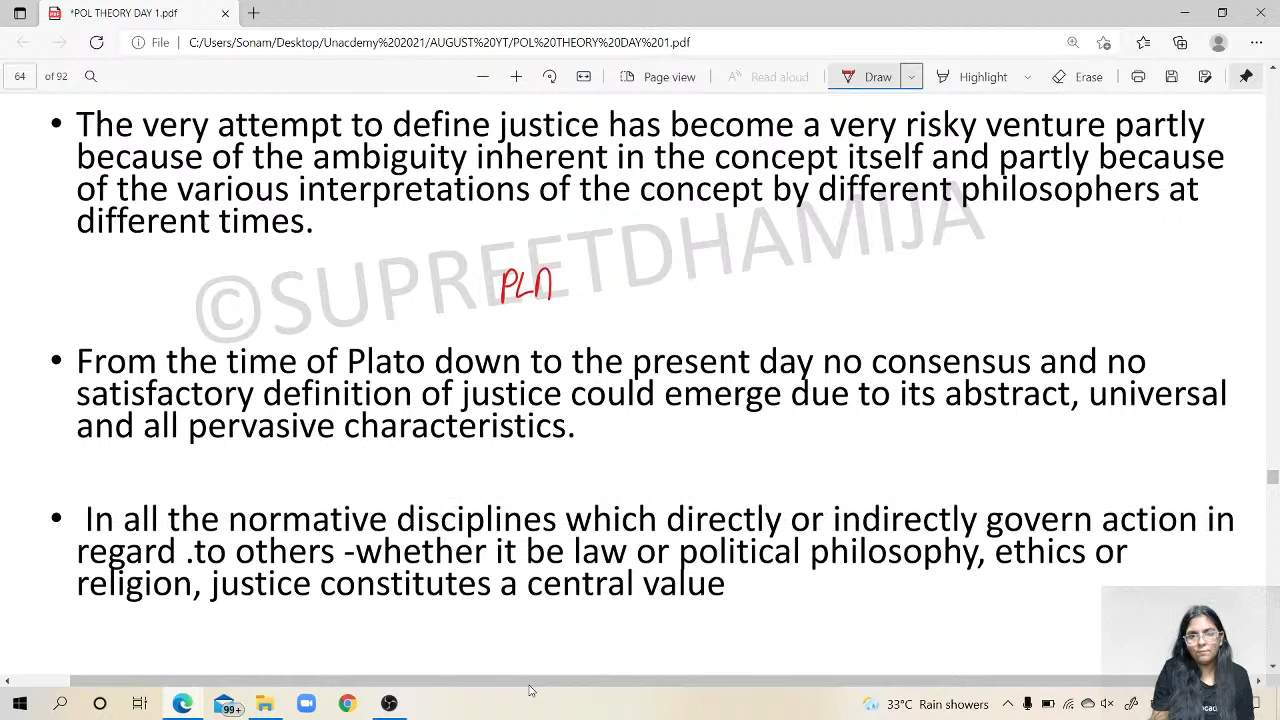 *POL THEORY DAY 1.pdf
File
C:/Users/Sonam/Desktop/Unacdemy%202021/AUGUST%20YT/POL%20THEORY%20DAY%201.pdf
64 of 92
Page view
Read aloud
Draw
Highlight
Erase
• The very attempt to define justice has become a very risky venture partly
because of the ambiguity inherent in the concept itself and partly because
of the various interpretations of the concept by different philosophers at
different times.
©SUPREETDHAMIJA
• From the time of Plato down to the present day no consensus and no
satisfactory definition of justice could emerge due to its abstract, universal
and all pervasive characteristics.
• In all the normative disciplines which directly or indirectly govern action in
regard .to others -whether it be law or political philosophy, ethics or
religion, justice constitutes a central value
99+
33°C Rain showers